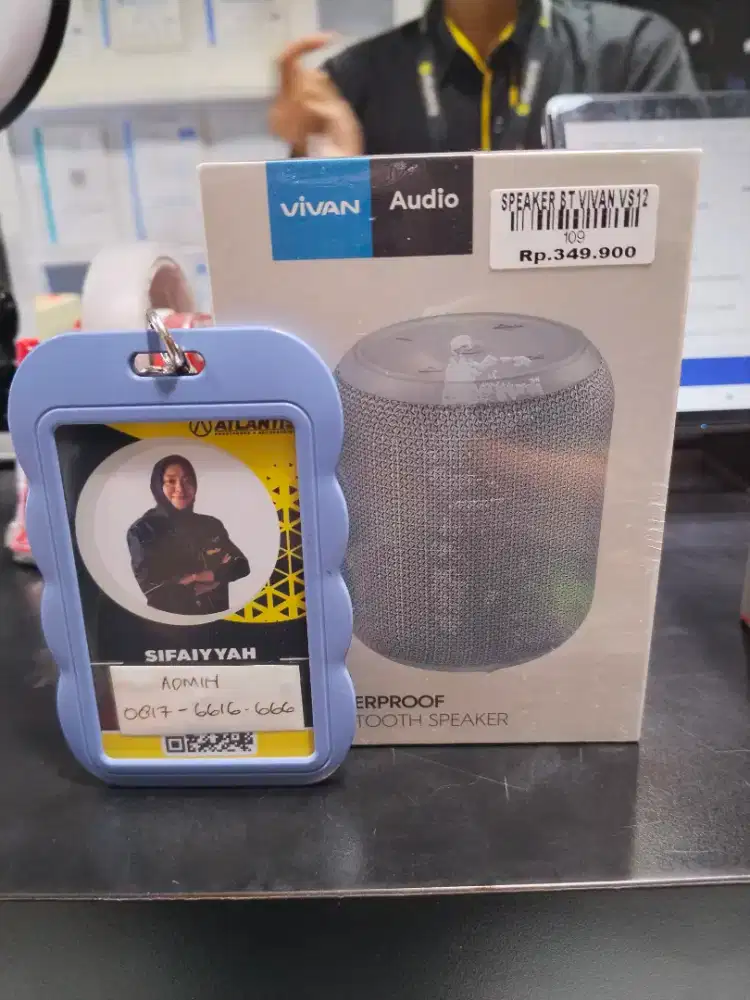 ViVAN Audio
SPEAKER BT VIVAN VS12
109
Rp.349.900
ATLANTIS
SIFAIYYAH
ADMIN
0817-6616-666
ERPROOF
TOOTH SPEAKER